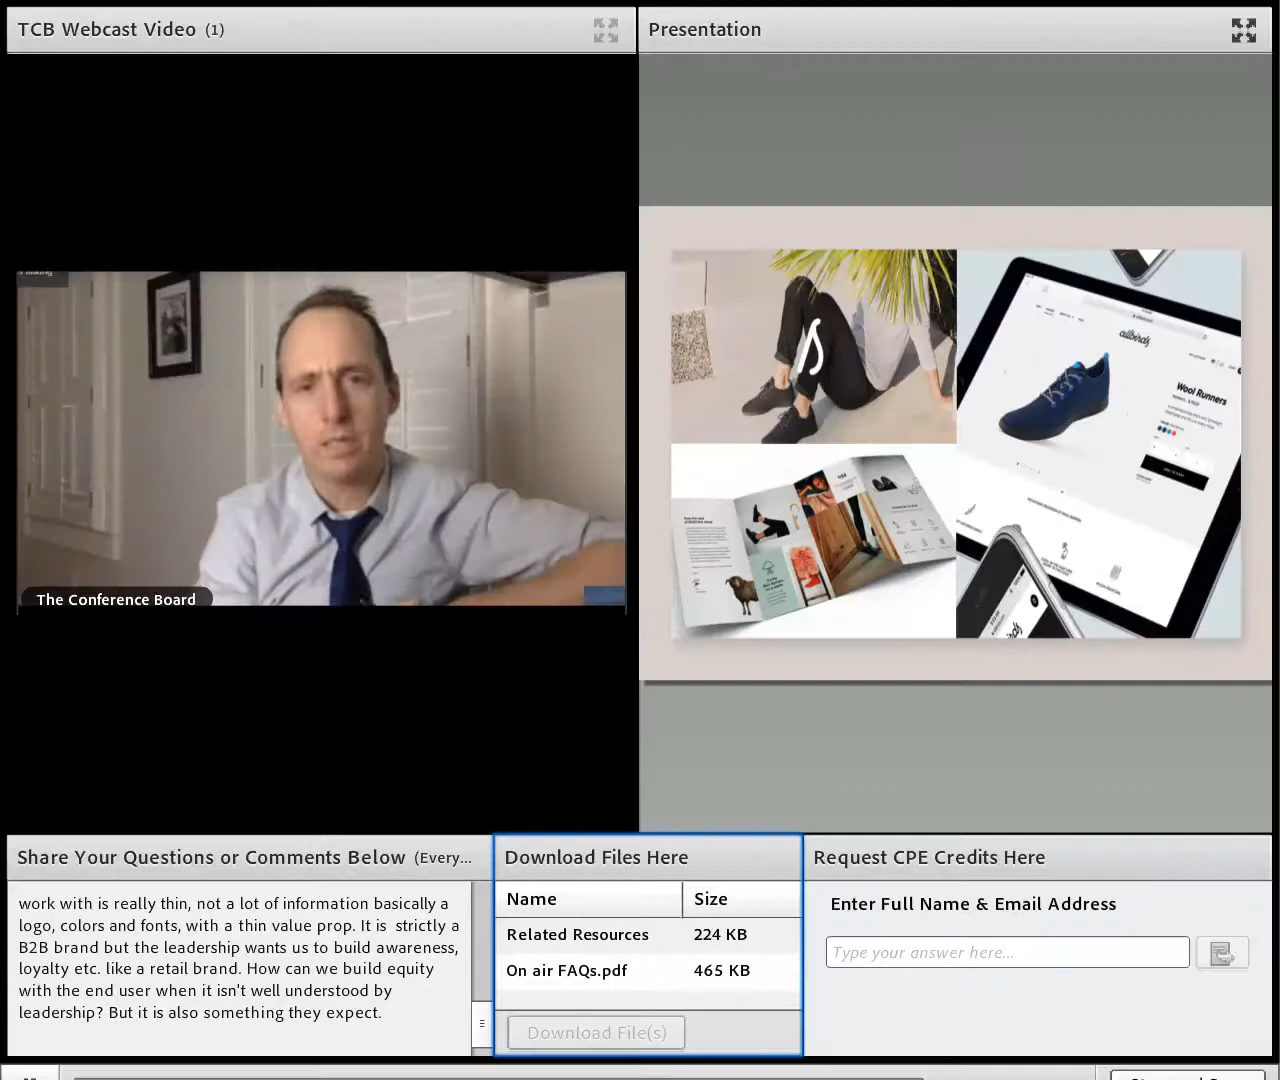 TCB Webcast Video (1)
Presentation
The Conference Board
allbirds
Wool Runners
Share Your Questions or Comments Below (Every...
work with is really thin, not a lot of information basically a
logo, colors and fonts, with a thin value prop. It is strictly a
B2B brand but the leadership wants us to build awareness,
loyalty etc. like a retail brand. How can we build equity
with the end user when it isn't well understood by
leadership? But it is also something they expect.
Download Files Here
Name
Size
Related Resources
224 KB
On air FAQs.pdf
465 KB
Download File(s)
Request CPE Credits Here
Enter Full Name & Email Address
Type your answer here...